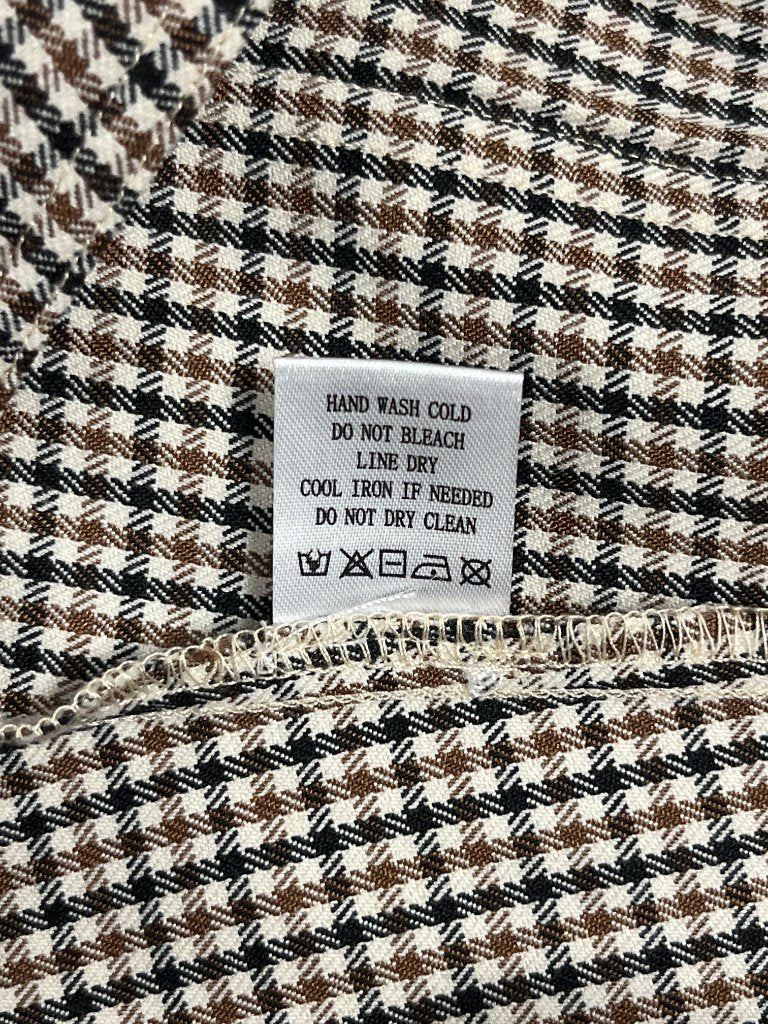 HAND WASH COLD
DO NOT BLEACH
LINE DRY
COOL IRON IF NEEDED
DO NOT DRY CLEAN